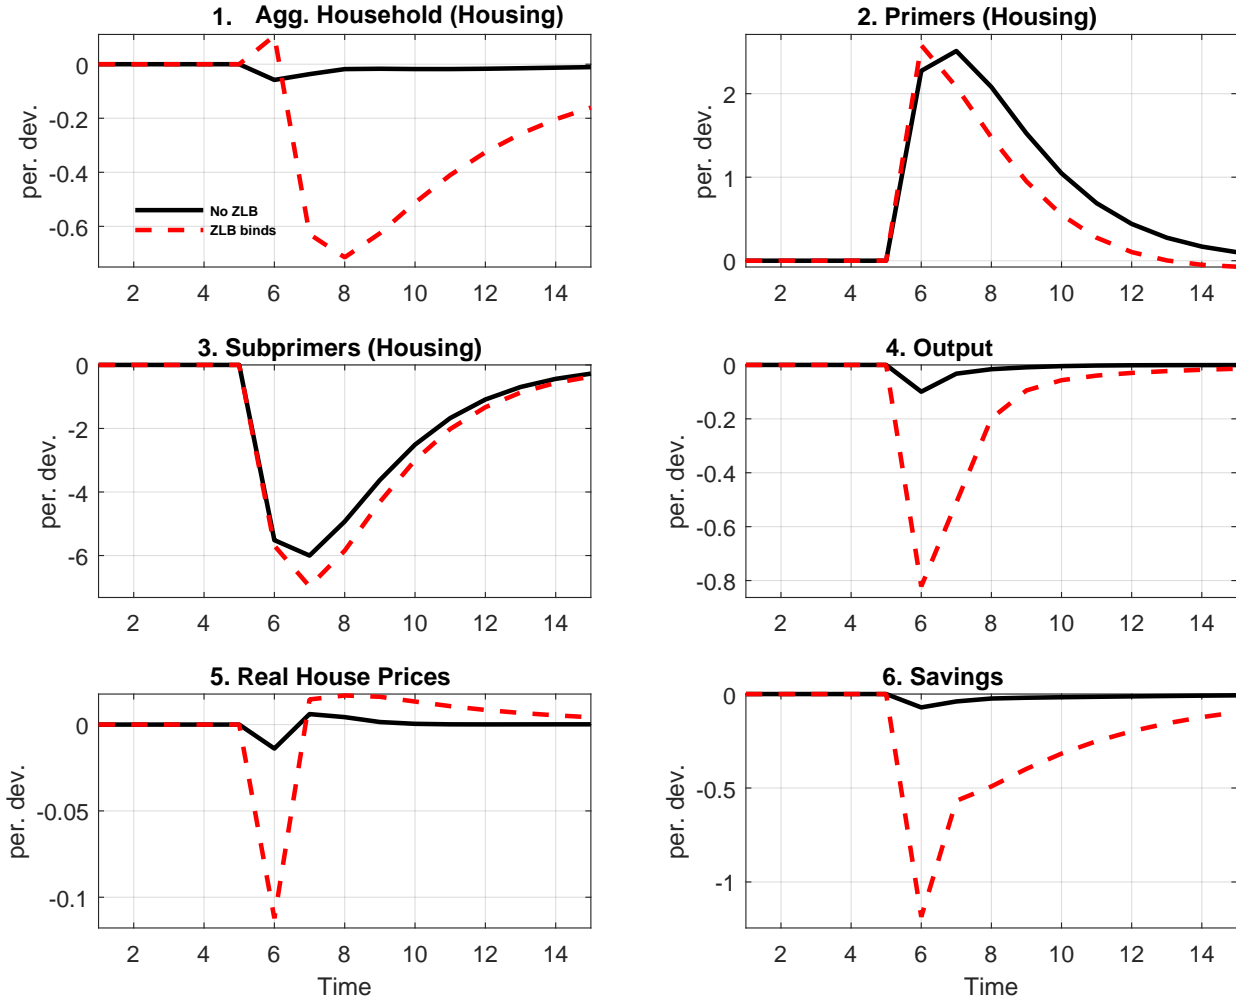 1. Agg. Household (Housing)
per. dev.
0
-0.2
-0.4
-0.6
No ZLB
ZLB binds
2 4 6 8 10 12 14
2. Primers (Housing)
per. dev.
2
1
0
2 4 6 8 10 12 14
3. Subprimers (Housing)
per. dev.
0
-2
-4
-6
2 4 6 8 10 12 14
4. Output
per. dev.
0
-0.2
-0.4
-0.6
-0.8
2 4 6 8 10 12 14
5. Real House Prices
per. dev.
0
-0.05
-0.1
2 4 6 8 10 12 14
Time
6. Savings
per. dev.
0
-0.5
-1
2 4 6 8 10 12 14
Time